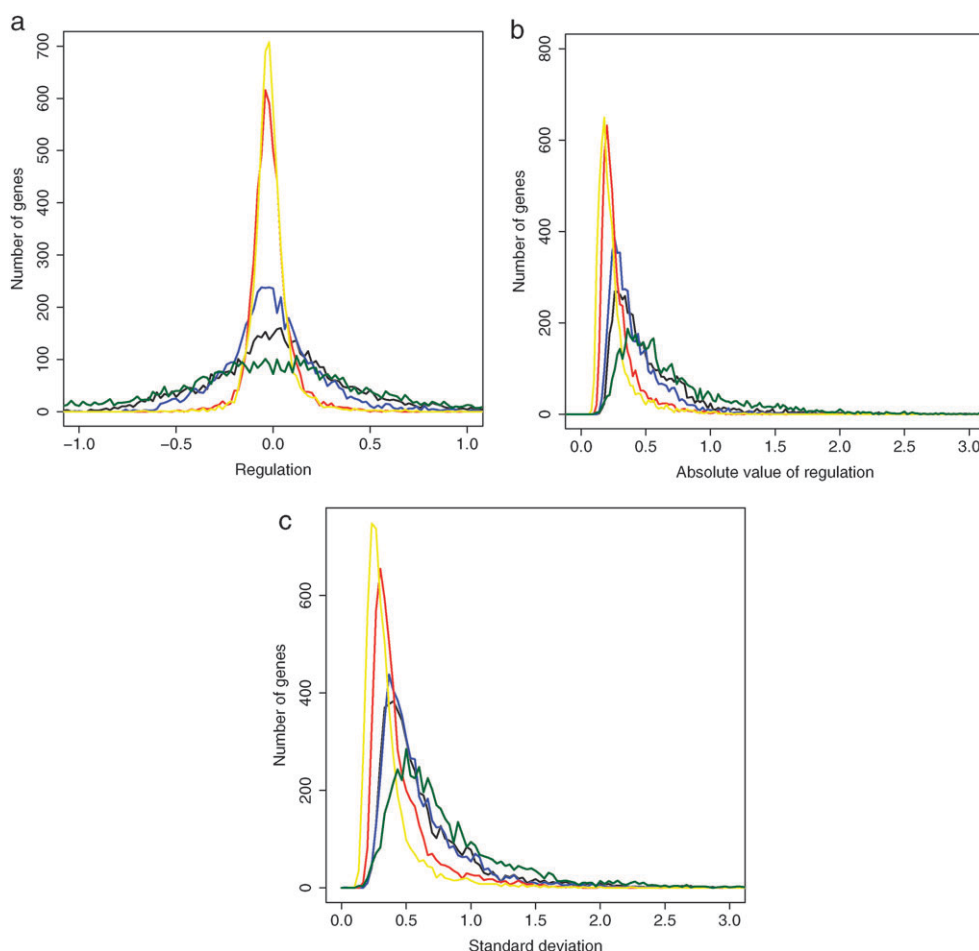 a
700
600
500
400
300
200
100
0
Number of genes
-1.0 -0.5 0.0 0.5 1.0
Regulation
b
800
600
400
200
0
Number of genes
0.0 0.5 1.0 1.5 2.0 2.5 3.0
Absolute value of regulation
c
600
400
200
0
Number of genes
0.0 0.5 1.0 1.5 2.0 2.5 3.0
Standard deviation